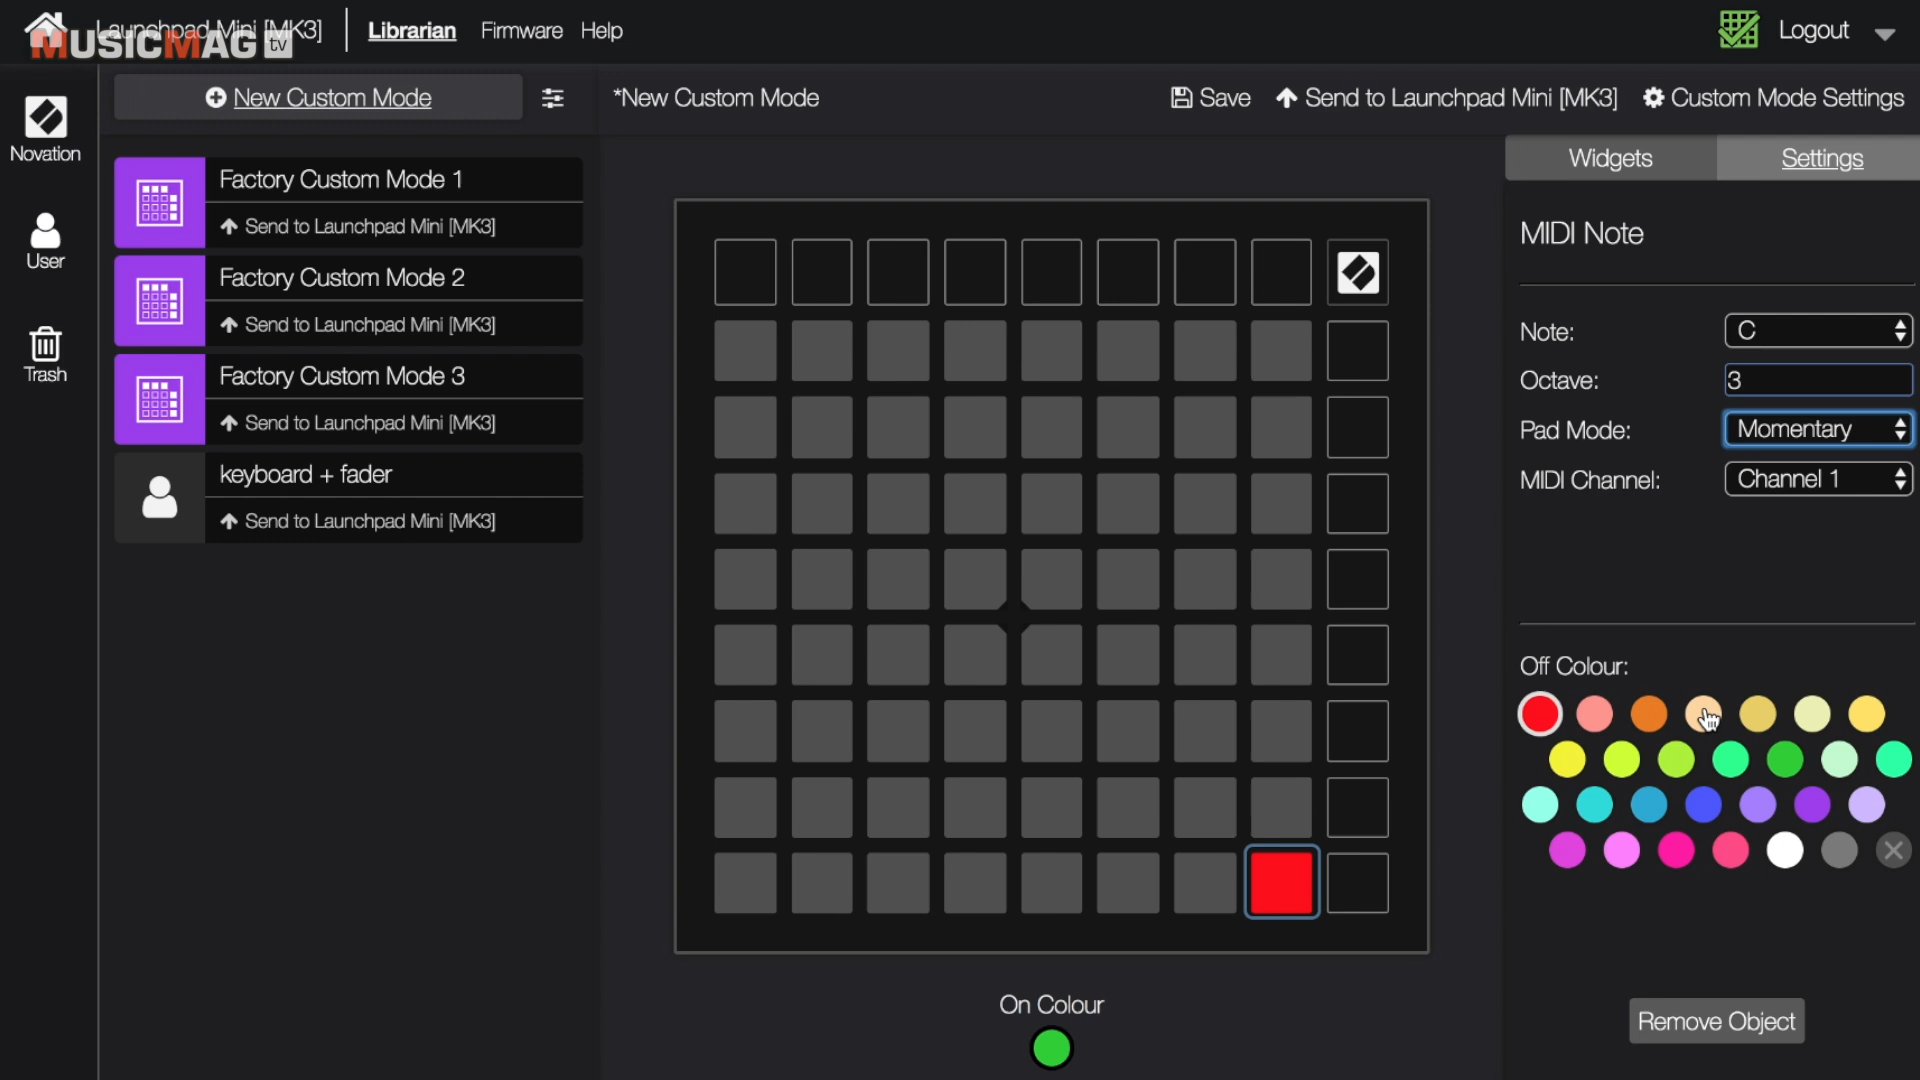 Launchpad Mini [MK3]
MUSICMAG tv
Librarian Firmware Help
Logout
New Custom Mode
*New Custom Mode
Save Send to Launchpad Mini [MK3] Custom Mode Settings
Novation
User
Trash
Factory Custom Mode 1
Send to Launchpad Mini [MK3]
Factory Custom Mode 2
Send to Launchpad Mini [MK3]
Factory Custom Mode 3
Send to Launchpad Mini [MK3]
keyboard + fader
Send to Launchpad Mini [MK3]
On Colour
Widgets Settings
MIDI Note
Note: C
Octave: 3
Pad Mode: Momentary
MIDI Channel: Channel 1
Off Colour:
Remove Object